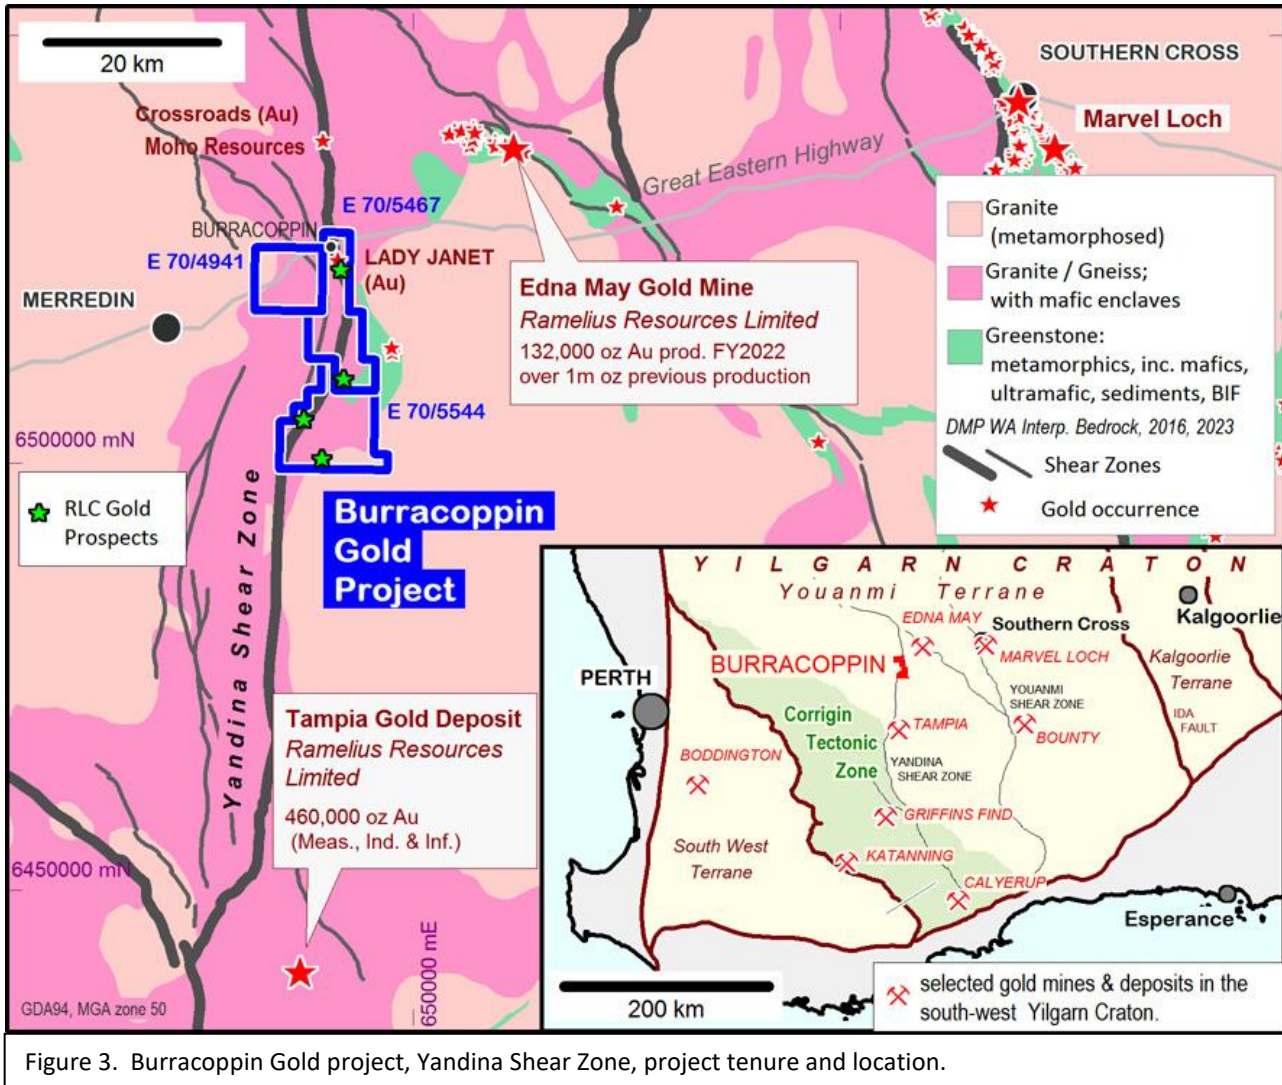 20 km
SOUTHERN CROSS
Marvel Loch
Crossroads (Au)
Moho Resources
Great Eastern Highway
E 70/5467
BURRACOPPIN
E 70/4941
LADY JANET
(Au)
MERREDIN
Edna May Gold Mine
Ramelius Resources Limited
132,000 oz Au prod. FY2022
over 1m oz previous production
Granite
(metamorphosed)
Granite / Gneiss;
with mafic enclaves
Greenstone:
metamorphics, inc. mafics,
ultramafic, sediments, BIF
DMP WA Interp. Bedrock, 2016, 2023
Shear Zones
Gold occurrence
E 70/5544
6500000 mN
RLC Gold
Prospects
Burracoppin
Gold
Project
Yandina Shear Zone
Tampia Gold Deposit
Ramelius Resources
Limited
460,000 oz Au
(Meas., Ind. & Inf.)
6450000 mN
650000 mE
GDA94, MGA zone 50
YILGARN CRATON
Youanmi Terrane
EDNA MAY
Southern Cross
Kalgoorlie
MARVEL LOCH
BURRACOPPIN
PERTH
Kalgoorlie
Terrane
YOUANMI
SHEAR ZONE
Corrigin
Tectonic
Zone
TAMPIA
BOUNTY
IDA
FAULT
BODDINGTON
YANDINA
SHEAR ZONE
GRIFFINS FIND
South West
Terrane
KATANNING
CALYERUP
Esperance
200 km
selected gold mines & deposits in the
south-west Yilgarn Craton.
Figure 3. Burracoppin Gold project, Yandina Shear Zone, project tenure and location.